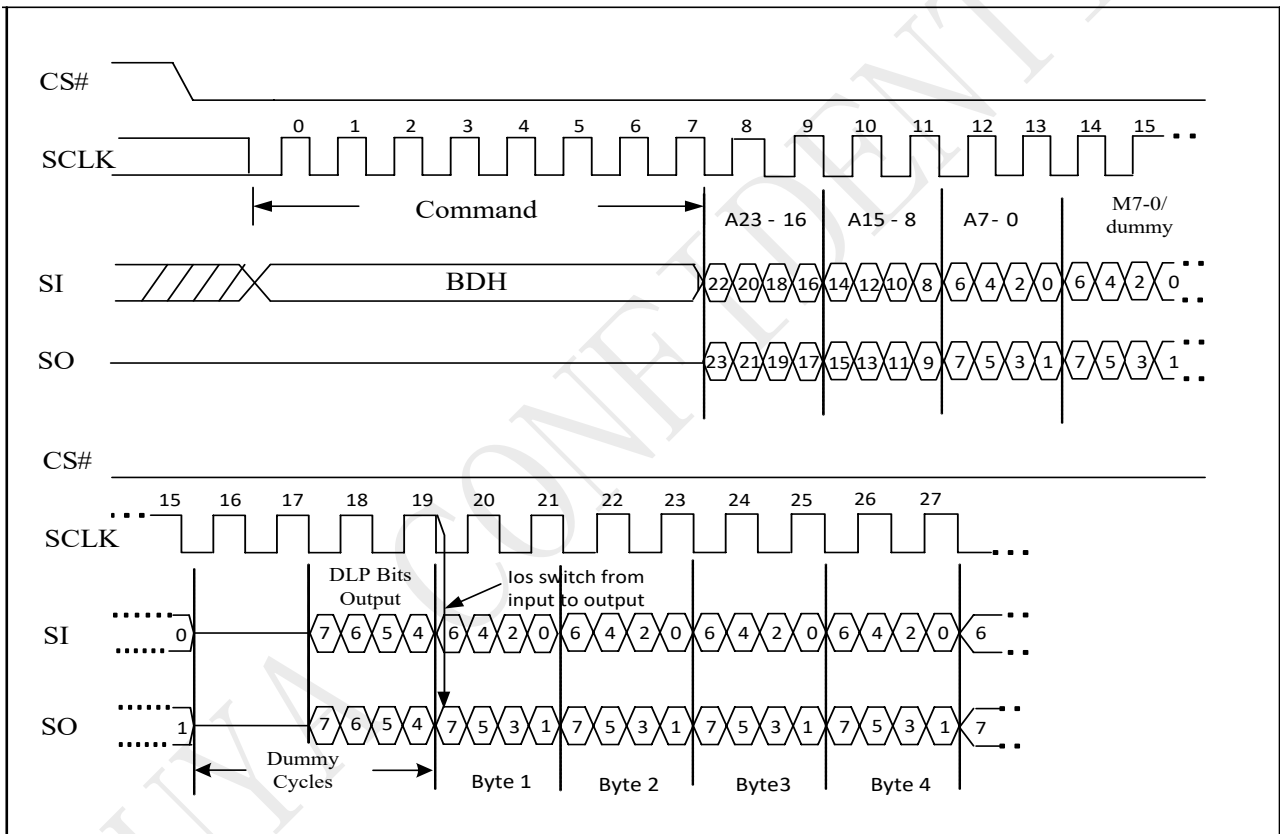 CS#
0 1 2 3 4 5 6 7 8 9 10 11 12 13 14 15
SCLK
Command
A23 - 16 A15 - 8 A7- 0 M7-0/
dummy
SI BDH 22 20 18 16 14 12 10 8 6 4 2 0 6 4 2 0
SO 23 21 19 17 15 13 11 9 7 5 3 1 7 5 3 1
CS#
15 16 17 18 19 20 21 22 23 24 25 26 27
SCLK
DLP Bits
Output
Ios switch from
input to output
SI 0 7 6 5 4 6 4 2 0 6 4 2 0 6 4 2 0 6 4 2 0 6
SO 1 7 6 5 4 7 5 3 1 7 5 3 1 7 5 3 1 7 5 3 1 7
Dummy
Cycles
Byte 1 Byte 2 Byte3 Byte 4
UYA CONFIDENT